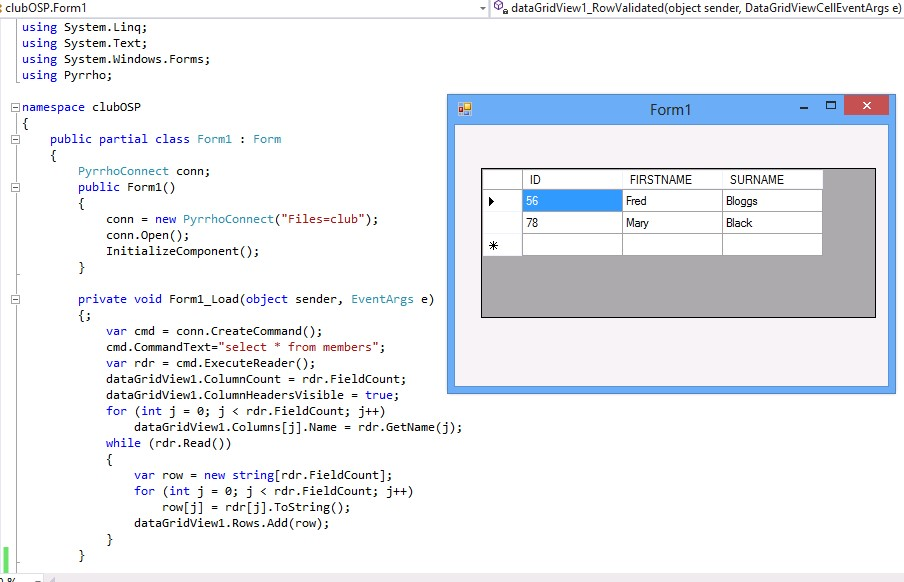 clubOSP.Form1
dataGridView1_RowValidated(object sender, DataGridViewCellEventArgs e)
using System.Linq;
using System.Text;
using System.Windows.Forms;
using Pyrrho;
namespace clubOSP
{
public partial class Form1 : Form
{
PyrrhoConnect conn;
public Form1()
{
conn = new PyrrhoConnect("Files=club");
conn.Open();
InitializeComponent();
}
private void Form1_Load(object sender, EventArgs e)
{;
var cmd = conn.CreateCommand();
cmd.CommandText="select * from members";
var rdr = cmd.ExecuteReader();
dataGridView1.ColumnCount = rdr.FieldCount;
dataGridView1.ColumnHeadersVisible = true;
for (int j = 0; j < rdr.FieldCount; j++)
dataGridView1.Columns[j].Name = rdr.GetName(j);
while (rdr.Read())
{
var row = new string[rdr.FieldCount];
for (int j = 0; j < rdr.FieldCount; j++)
row[j] = rdr[j].ToString();
dataGridView1.Rows.Add(row);
}
}
Form1
ID FIRSTNAME SURNAME
56 Fred Bloggs
78 Mary Black